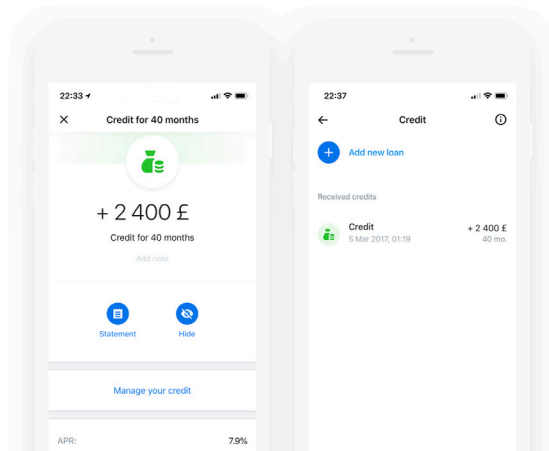 22:33
Credit for 40 months
+ 2 400 £
Credit for 40 months
Add note
Statement
Hide
Manage your credit
APR:
7.9%
22:37
Credit
Add new loan
Received credits
Credit
+ 2 400 £
5 Mar 2017, 01:19
40 mo.